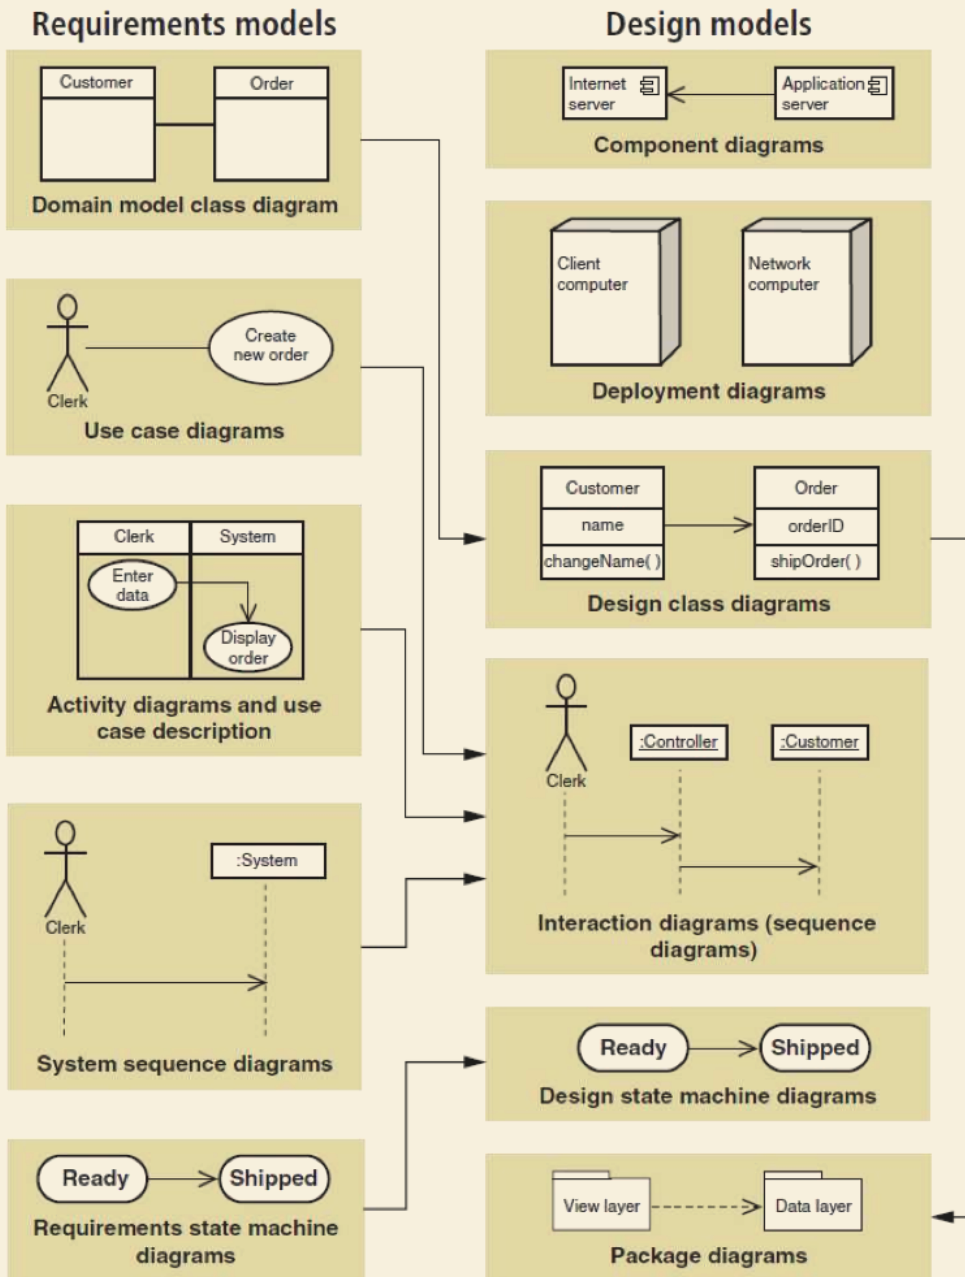 Requirements models
Customer
Order
Domain model class diagram
Clerk
Create
new order
Use case diagrams
Clerk
System
Enter
data
Display
order
Activity diagrams and use
case description
Clerk
:System
System sequence diagrams
Ready
Shipped
Requirements state machine
diagrams
Design models
Internet
server
Application
server
Component diagrams
Client
computer
Network
computer
Deployment diagrams
Customer
name
changeName( )
Order
orderID
shipOrder( )
Design class diagrams
Clerk
:Controller
:Customer
Interaction diagrams (sequence
diagrams)
Ready
Shipped
Design state machine diagrams
View layer
Data layer
Package diagrams